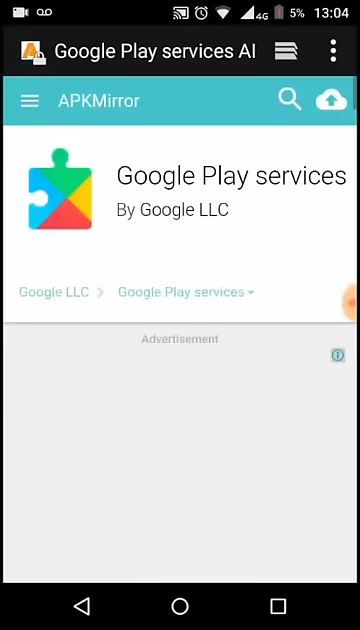 4G 5% 13:04
Google Play services Al
APKMirror
Google Play services
By Google LLC
Google LLC Google Play services
Advertisement